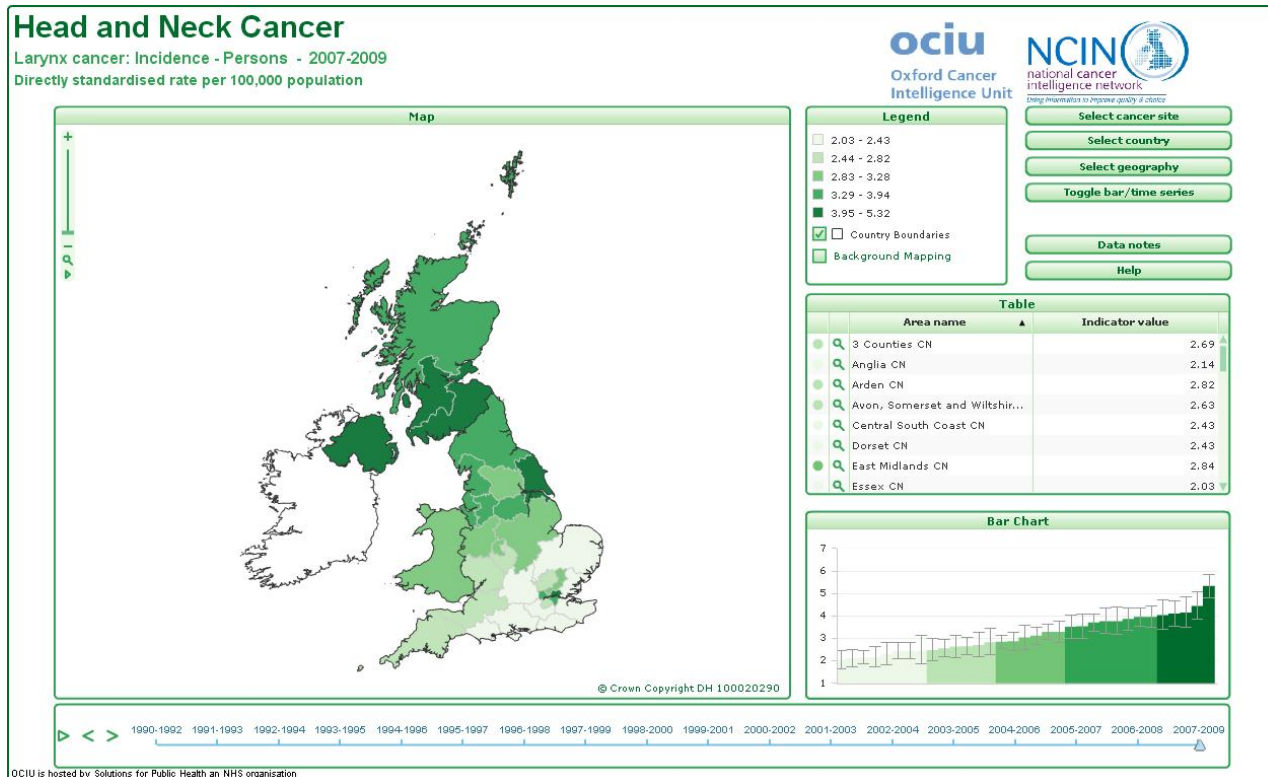 Head and Neck Cancer
Larynx cancer: Incidence - Persons - 2007-2009
Directly standardised rate per 100,000 population
ociu
Oxford Cancer
Intelligence Unit
NCIN
national cancer
intelligence network
Using information to improve quality & choice
Map
© Crown Copyright DH 100020290
Legend
2.03 - 2.43
2.44 - 2.82
2.83 - 3.28
3.29 - 3.94
3.95 - 5.32
Country Boundaries
Background Mapping
Select cancer site
Select country
Select geography
Toggle bar/time series
Data notes
Help
Table
Area name Indicator value
3 Counties CN 2.69
Anglia CN 2.14
Arden CN 2.82
Avon, Somerset and Wiltshir... 2.63
Central South Coast CN 2.43
Dorset CN 2.43
East Midlands CN 2.84
Essex CN 2.03
Bar Chart
7
6
5
4
3
2
1
1990-1992 1991-1993 1992-1994 1993-1995 1994-1996 1995-1997 1996-1998 1997-1999 1998-2000 1999-2001 2000-2002 2001-2003 2002-2004 2003-2005 2004-2006 2005-2007 2006-2008 2007-2009
OCIU is hosted by Solutions for Public Health an NHS organisation